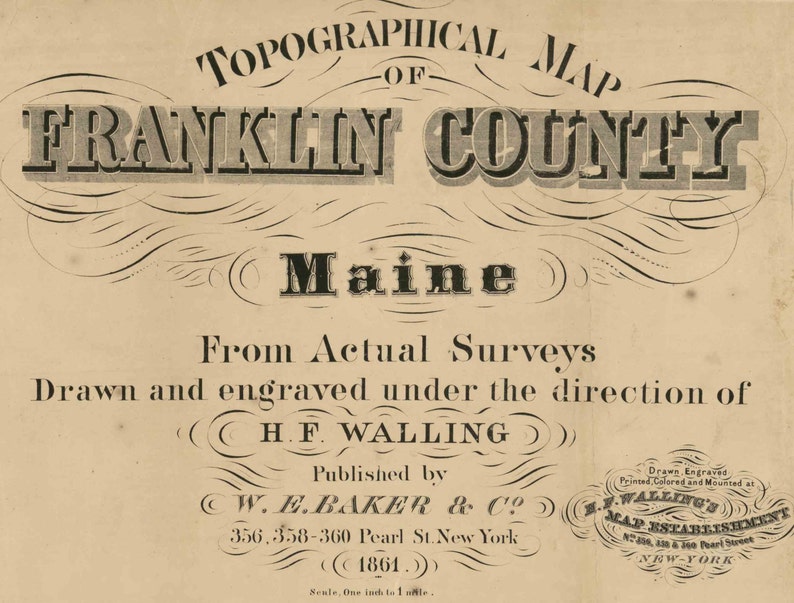 TOPOGRAPHICAL MAP
OF
FRANKLIN COUNTY
Maine
From Actual Surveys
Drawn and engraved under the direction of
H. F. WALLING
Published by
W. E. BAKER & Co
356, 358-360 Pearl St. New York
1861.
Scale, One inch to 1 mile.
Drawn, Engraved
Printed, Colored and Mounted at
H. F. WALLING'S
MAP ESTABLISHMENT
Nos 356, 358 & 360 Pearl Street
NEW-YORK